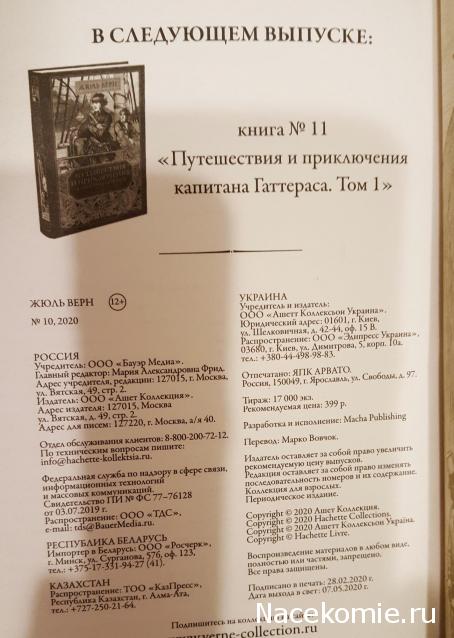 В СЛЕДУЮЩЕМ ВЫПУСКЕ:
ЖЮЛЬ ВЕРН
книга № 11
«Путешествия и приключения
капитана Гаттераса. Том 1»
ЖЮЛЬ ВЕРН 12+
№ 10, 2020
РОССИЯ
Учредитель: ООО «Бауэр Медиа».
Главный редактор: Мария Александровна Фрид.
Адрес учредителя, редакции: 127015, г. Москва,
ул. Вятская, 49, стр. 2.
Издатель: ООО «Ашет Коллекция».
Адрес издателя: 127015, Москва
ул. Вятская, д. 49, стр. 2.
Адрес для писем: 127220, г. Москва, а/я 40.
Отдел обслуживания клиентов: 8-800-200-72-12.
По техническим вопросам пишите:
info@hachette-kollektsia.ru.
Федеральная служба по надзору в сфере связи,
информационных технологий
и массовых коммуникаций.
Свидетельство ПИ № ФС 77–76128
от 03.07.2019 г.
Распространение: ООО «ТДС»,
e-mail: tds@BauerMedia.ru.
РЕСПУБЛИКА БЕЛАРУСЬ
Импортер в Беларусь: ООО «Росчерк»,
г. Минск, ул. Сурганова, 57б, оф. 123,
тел.: +375-17-331-94-27 (41).
КАЗАХСТАН
Распространение: ТОО «КазПресс»,
Республика Казахстан, г. Алма-Ата,
тел.: +727-250-21-64.
УКРАИНА
Учредитель и издатель:
ООО «Ашетт Коллексьон Украина».
Юридический адрес: 01601, г. Киев,
ул. Шелковичная, д. 42-44, оф. 15 В.
Распространение: ООО «Эдипресс Украина»,
03680, г. Киев, ул. Димитрова, 5, корп. 10а.
тел.: +380-44-498-98-83.
Отпечатано: ЯПК АРВАТО.
Россия, 150049, г. Ярославль, ул. Свободы, д. 97.
Тираж: 17 000 экз.
Рекомендуемая цена: 399 р.
Разработка и исполнение: Macha Publishing
Перевод: Марко Вовчок.
Издатель оставляет за собой право увеличить
рекомендуемую цену выпусков.
Редакция оставляет за собой право изменять
последовательность номеров и их содержание.
Коллекция для взрослых.
Периодическое издание.
Copyright © 2020 Ашет Коллекция.
Copyright © 2020 Hachette Collections.
Copyright © 2020 Ашетт Коллексьон Украина.
Copyright © Hachette Livre.
Воспроизведение материалов в любом виде,
полностью или частями, запрещено.
Все права защищены.
Подписано в печать: 28.02.2020 г.
Дата выхода в свет: 07.05.2020 г.
Подпишитесь на
verne-collection.ru
Nacekomie.ru